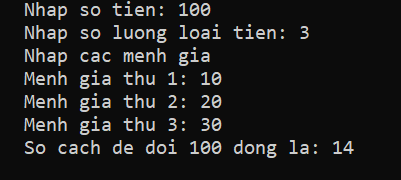 Nhap so tien: 100
Nhap so luong loai tien: 3
Nhap cac menh gia
Menh gia thu 1: 10
Menh gia thu 2: 20
Menh gia thu 3: 30
So cach de doi 100 dong la: 14